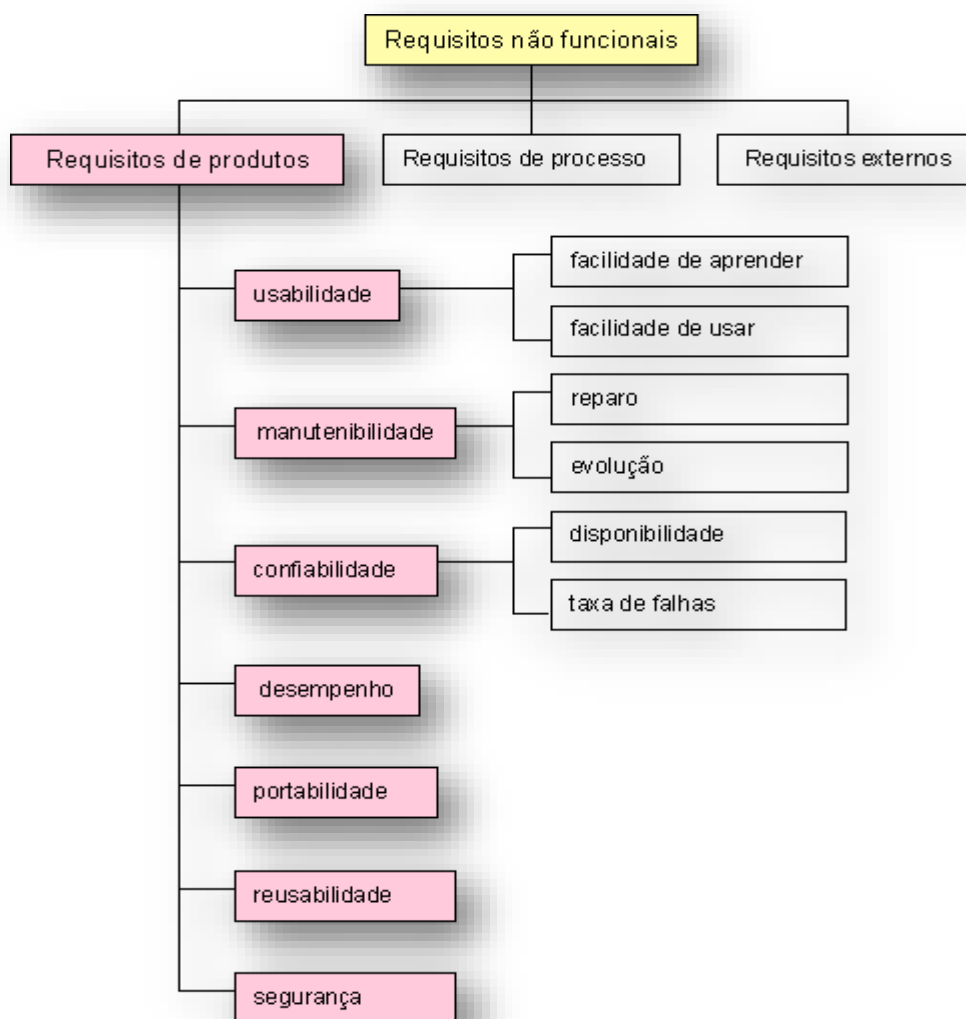 Requisitos não funcionais
Requisitos de produtos
Requisitos de processo
Requisitos externos
usabilidade
facilidade de aprender
facilidade de usar
manutenibilidade
reparo
evolução
confiabilidade
disponibilidade
taxa de falhas
desempenho
portabilidade
reusabilidade
segurança